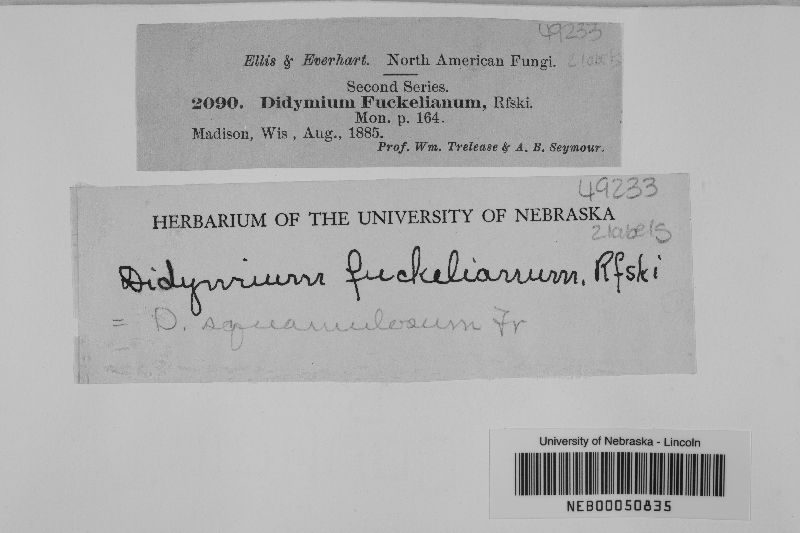 49233
Ellis & Everhart. North American Fungi.
2 labels
Second Series.
2090. Didymium Fuckelianum, Rfski.
Mon. p. 164.
Madison, Wis , Aug., 1885.
Prof. Wm. Trelease & A. B. Seymour.
49233
HERBARIUM OF THE UNIVERSITY OF NEBRASKA
2 labels
Didymium fuckelianum. Rfski
= D. squamulosum Fr
University of Nebraska - Lincoln
NEB00050835